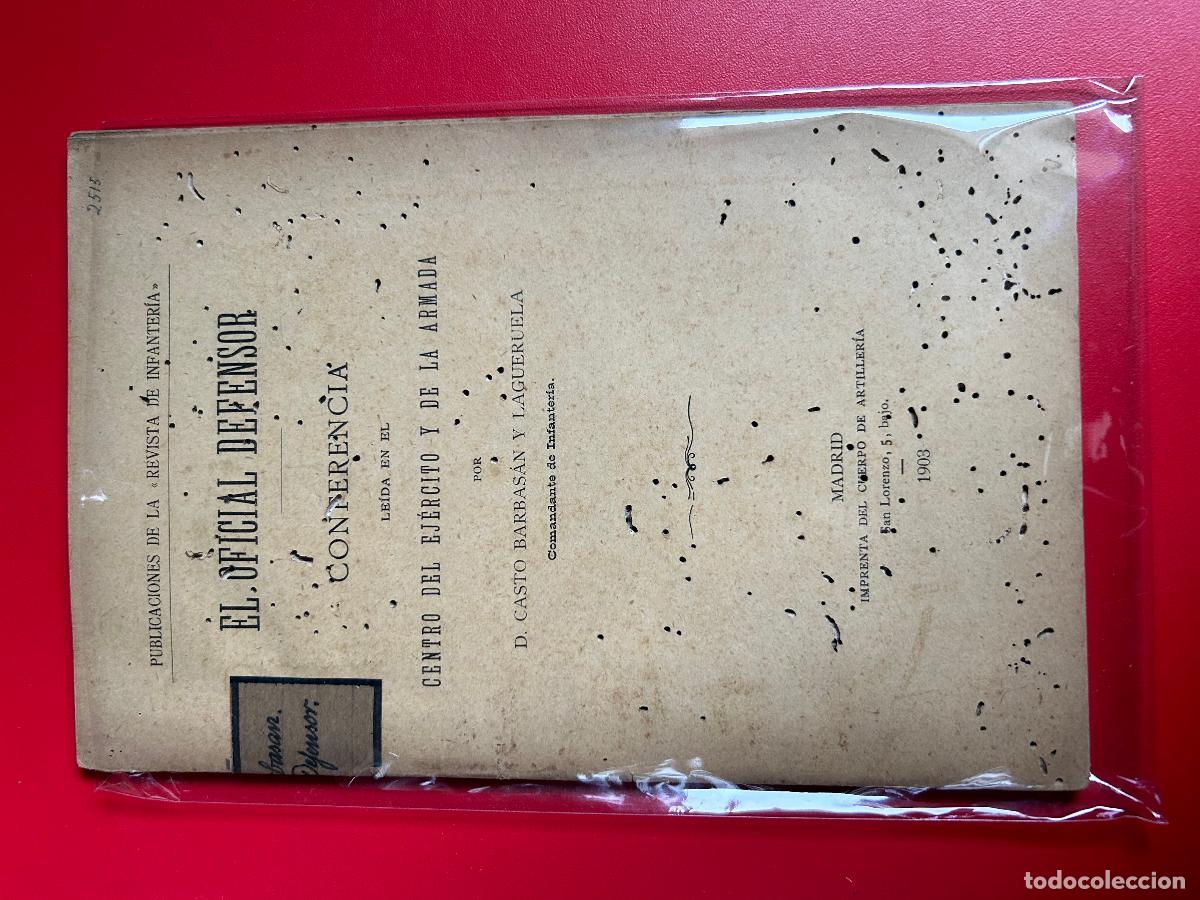 2515
PUBLICACIONES DE LA «REVISTA DE INFANTERÍA»
EL OFICIAL DEFENSOR
CONFERENCIA
LEÍDA EN EL
CENTRO DEL EJÉRCITO Y DE LA ARMADA
POR
D. CASTO BARBASÁN Y LAGUERUELA
Comandante de Infantería.
MADRID
IMPRENTA DEL CUERPO DE ARTILLERÍA
San Lorenzo, 5, bajo.
1903
basan.
Defensor.
todocoleccion